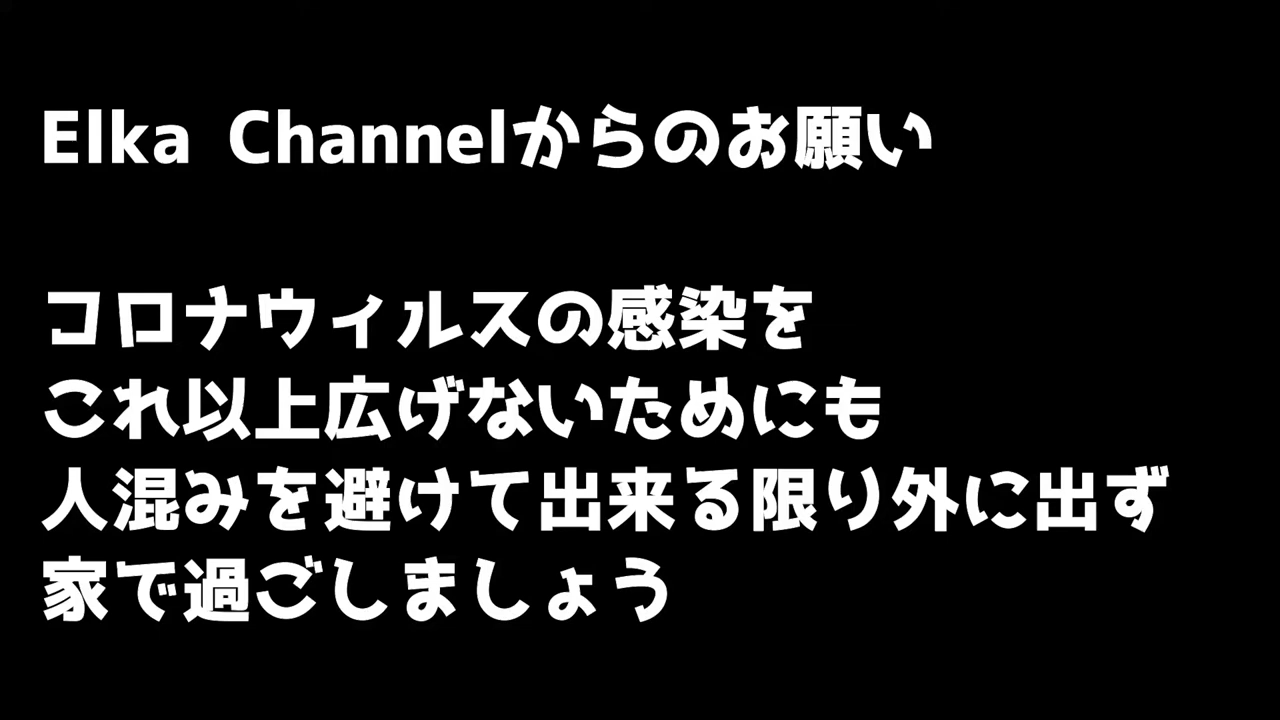 Elka Channelからのお願い
コロナウィルスの感染を
これ以上広げないためにも
人混みを避けて出来る限り外に出ず
家で過ごしましょう